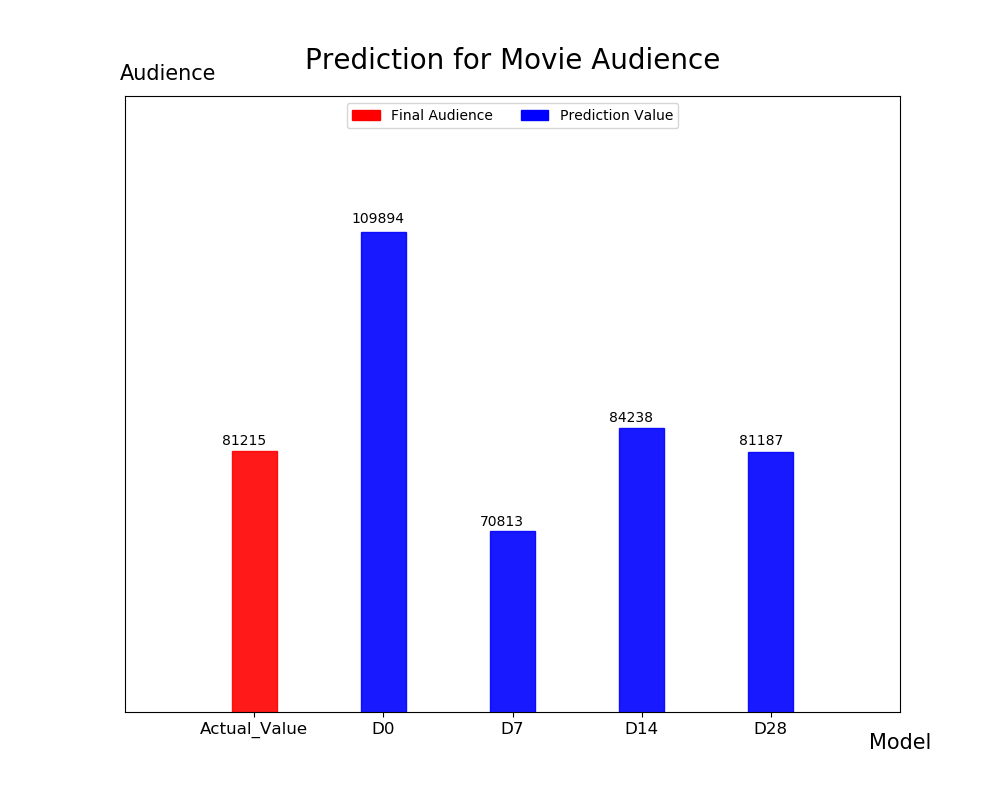 Prediction for Movie Audience
Audience
Final Audience Prediction Value
109894
84238
81215
81187
70813
Actual_Value D0 D7 D14 D28
Model